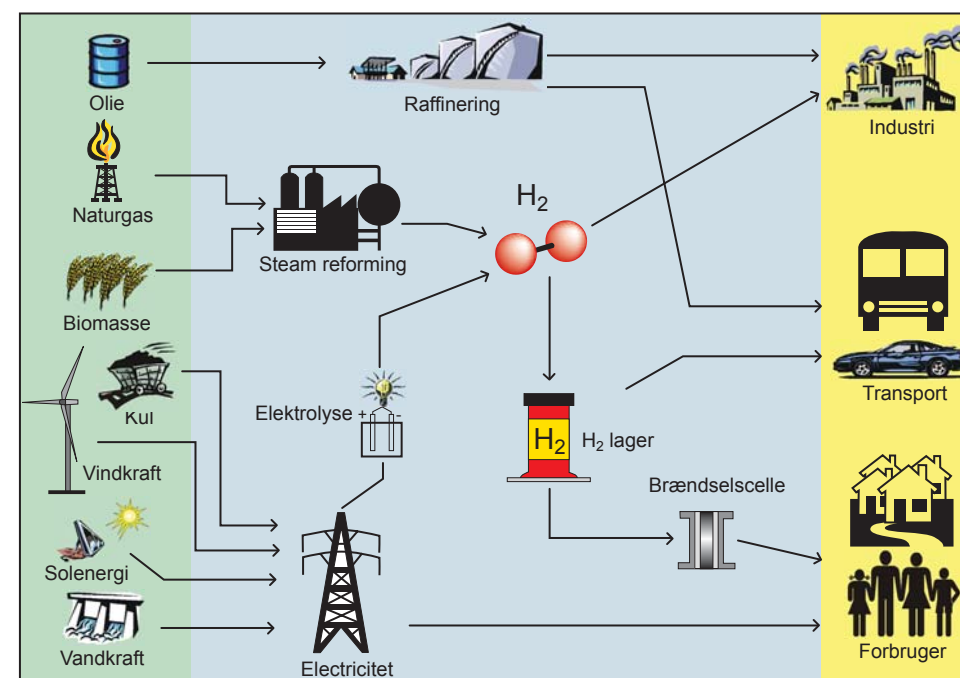 Olie
Raffinering
Industri
Naturgas
H₂
Steam reforming
Biomasse
Transport
Kul
Elektrolyse
+ -
H₂
H₂ lager
Vindkraft
Brændselscelle
Solenergi
Vandkraft
Electricitet
Forbruger